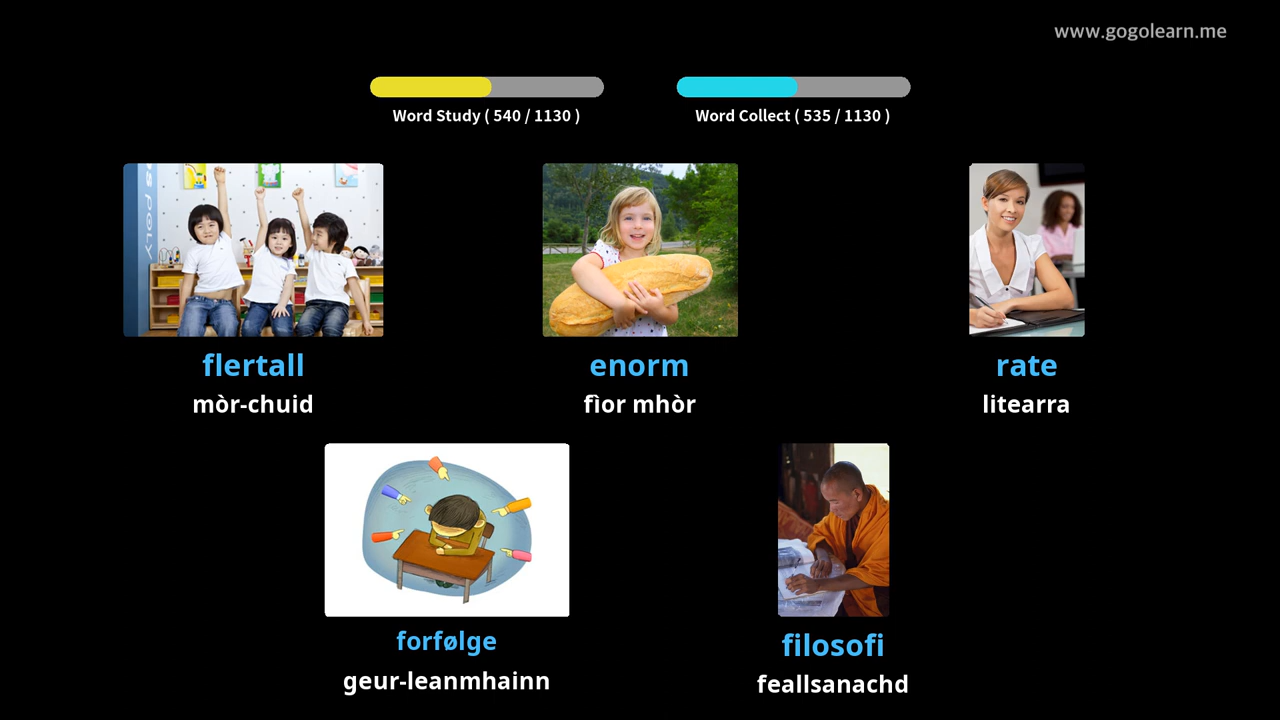 www.gogolearn.me
Word Study ( 540 / 1130 )
Word Collect ( 535 / 1130 )
flertall
mòr-chuid
enorm
fìor mhòr
rate
litearra
forfølge
geur-leanmhainn
filosofi
feallsanachd